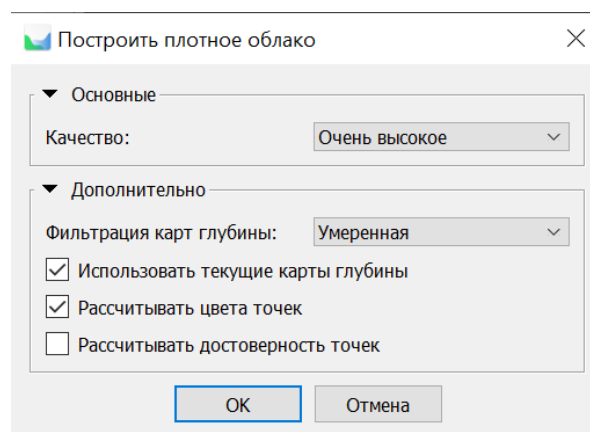 Построить плотное облако
Основные
Качество: Очень высокое
Дополнительно
Фильтрация карт глубины: Умеренная
Использовать текущие карты глубины
Рассчитывать цвета точек
Рассчитывать достоверность точек
OK Отмена